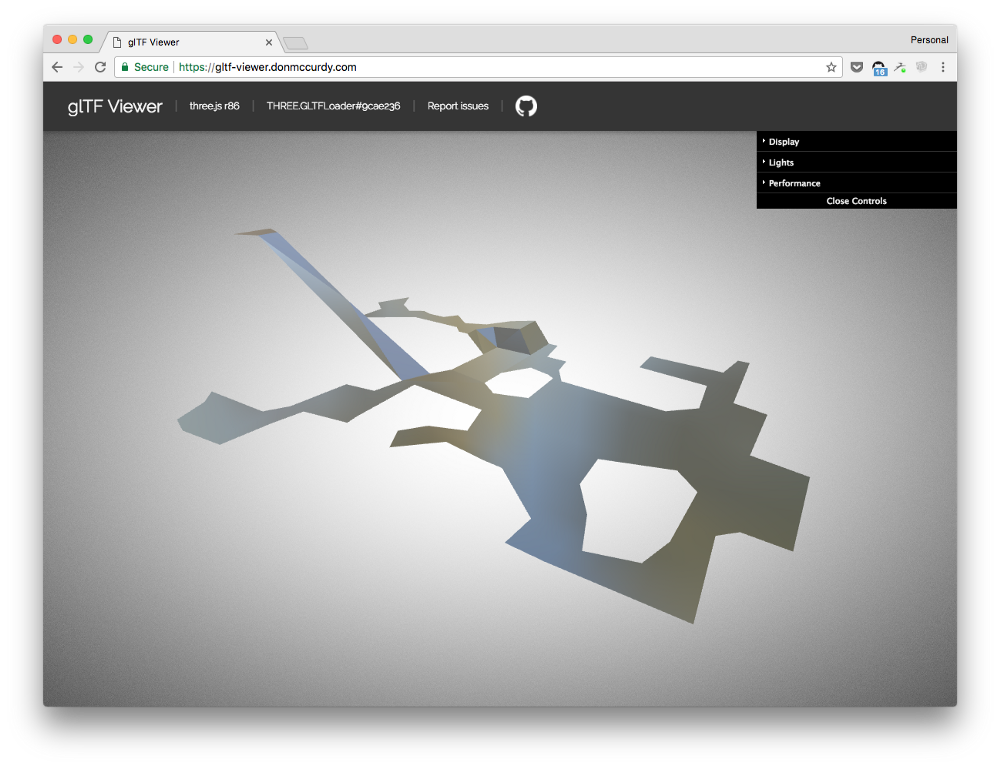 glTF Viewer
Personal
Secure | https://gltf-viewer.donmccurdy.com
16
glTF Viewer | three.js r86 | THREE.GLTFLoader#9cae236 | Report issues |
Display
Lights
Performance
Close Controls